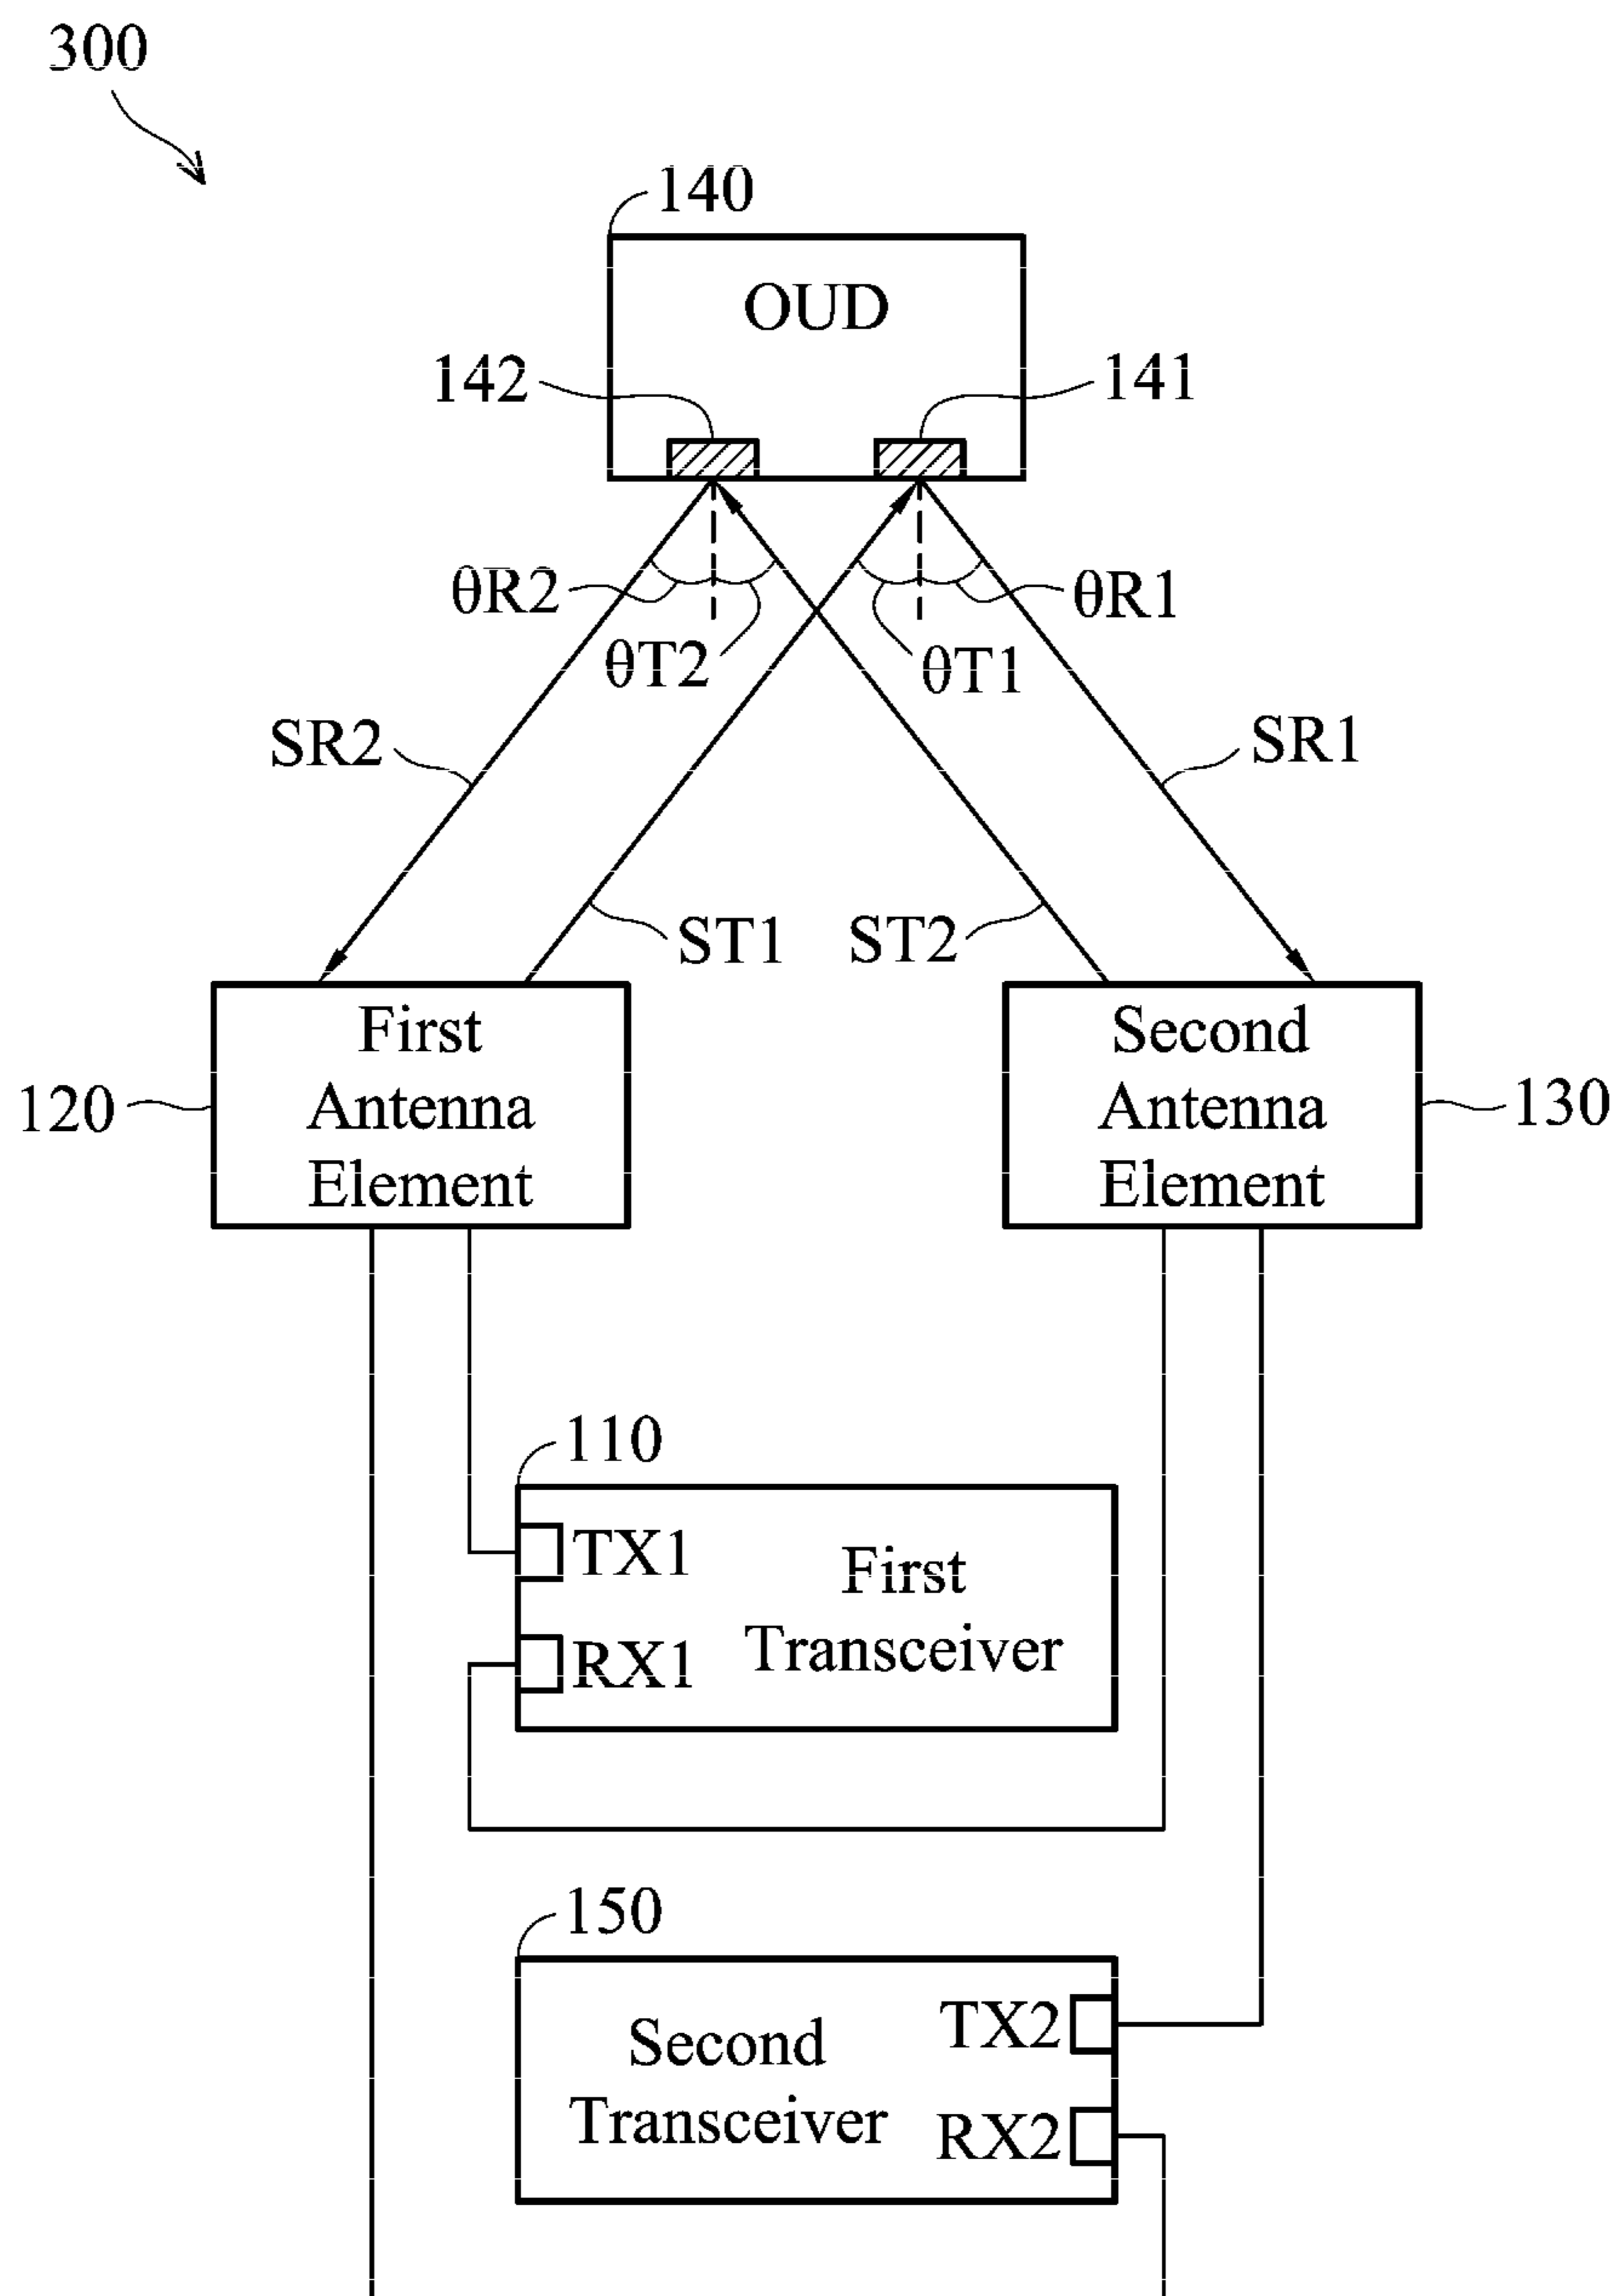 300
140
OUD
142
141
θR2
θR1
θT2
θT1
SR2
SR1
ST1
ST2
First
Antenna
Element
Second
Antenna
Element
120
130
110
TX1
RX1
First
Transceiver
150
Second
Transceiver
TX2
RX2